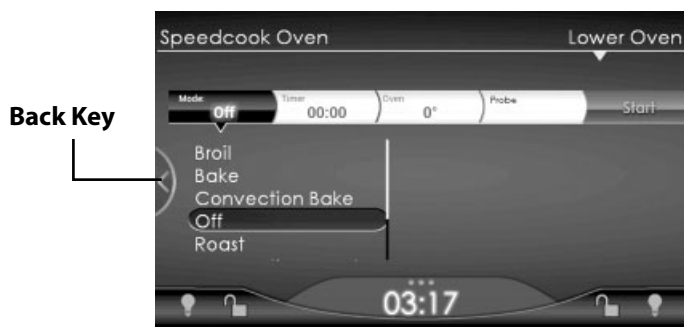 Speedcook Oven Lower Oven
Mode Timer Oven Probe
Off 00:00 0° Start
Back Key
Broil
Bake
Convection Bake
Off
Roast
03:17